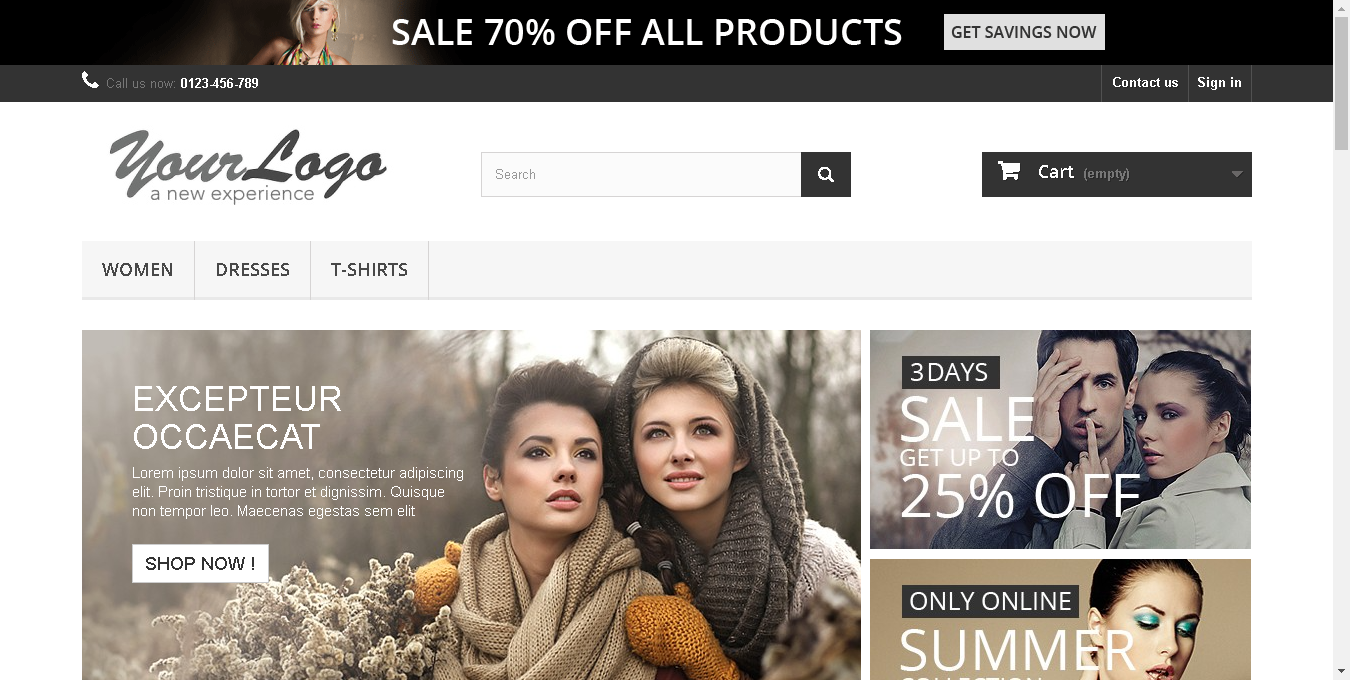 SALE 70% OFF ALL PRODUCTS
GET SAVINGS NOW
Call us now: 0123-456-789
Contact us
Sign in
YourLogo
a new experience
Search
Cart (empty)
WOMEN
DRESSES
T-SHIRTS
EXCEPTEUR
OCCAECAT
Lorem ipsum dolor sit amet, consectetur adipiscing
elit. Proin tristique in tortor et dignissim. Quisque
non tempor leo. Maecenas egestas sem elit
SHOP NOW !
3 DAYS
SALE
GET UP TO
25% OFF
ONLY ONLINE
SUMMER
COLLECTION